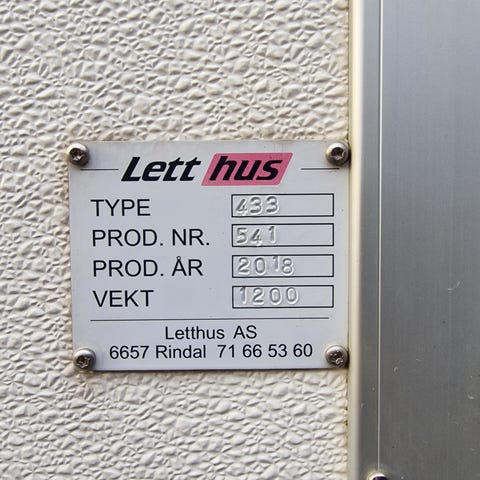 Lett hus
TYPE 433
PROD. NR. 541
PROD. ÅR 2018
VEKT 1200
Letthus AS
6657 Rindal 71 66 53 60